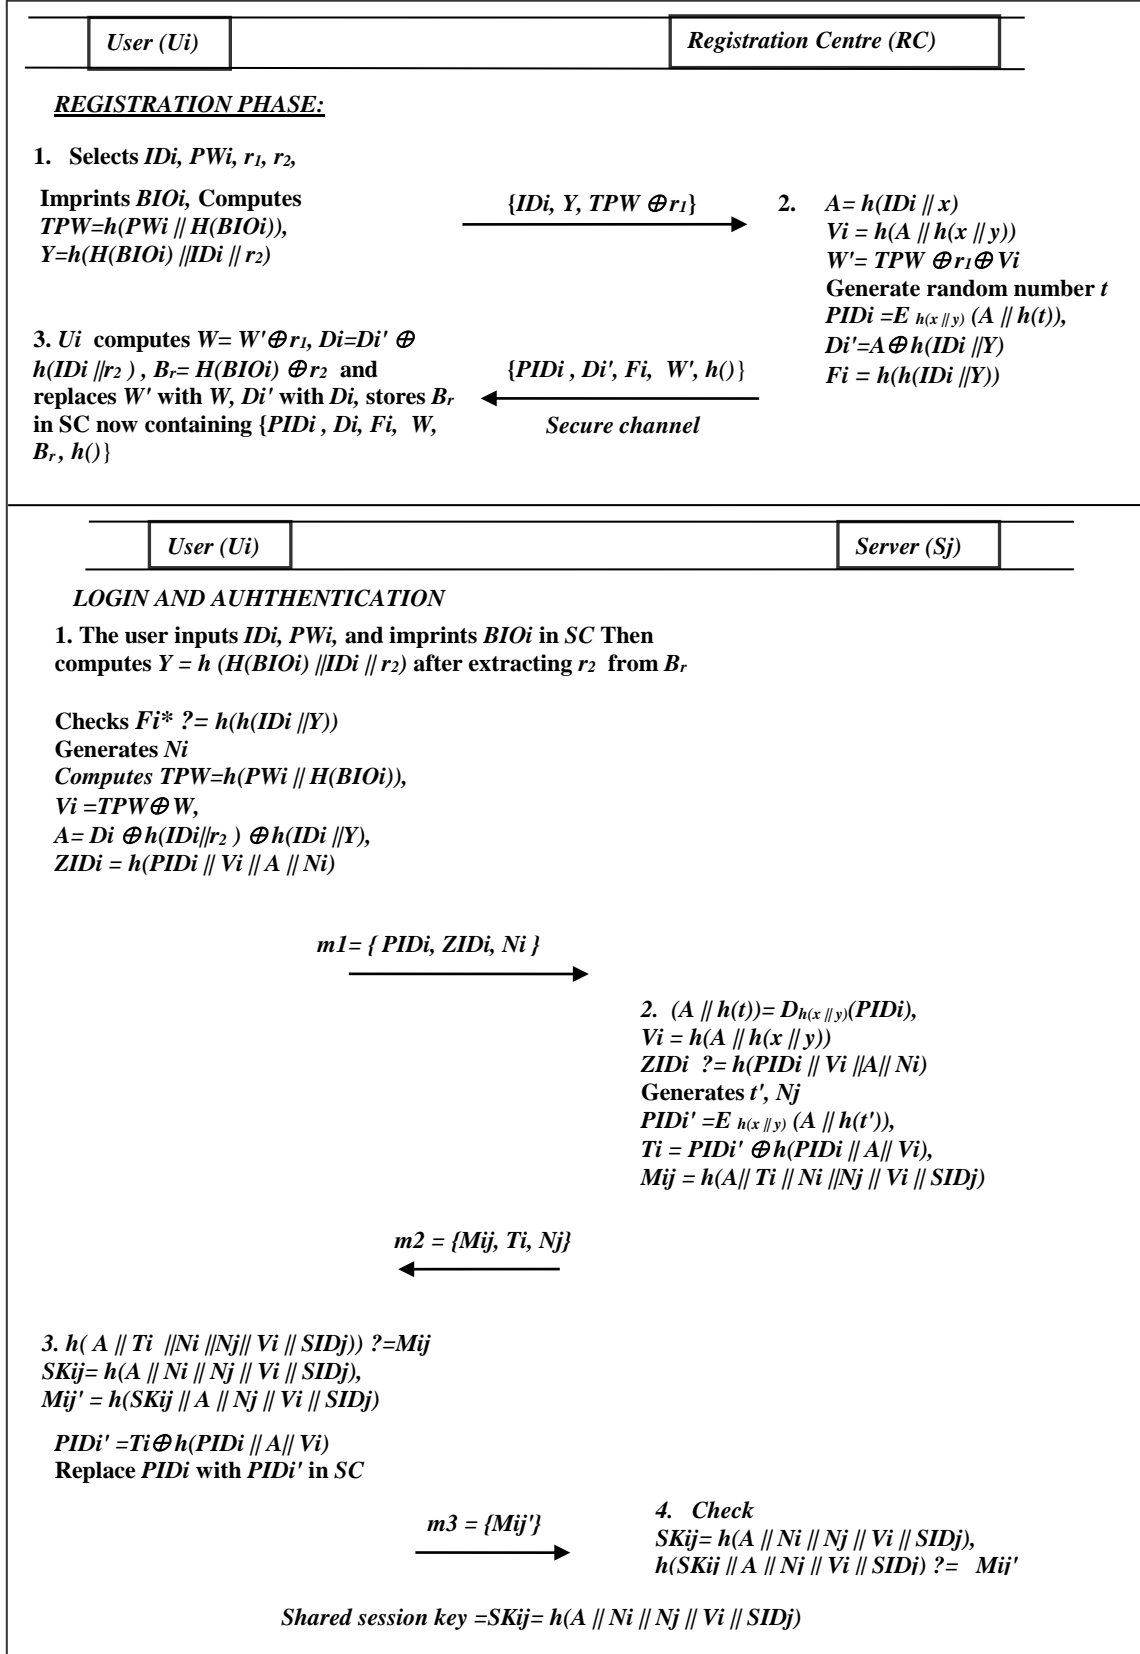 User (Ui)
Registration Centre (RC)
REGISTRATION PHASE:
1. Selects IDi, PWi, r1, r2,
Imprints BIOi, Computes
TPW=h(PWi || H(BIOi)),
Y=h(H(BIOi) ||IDi || r2)
{IDi, Y, TPW ⊕ r1}
2. A= h(IDi || x)
Vi = h(A || h(x || y))
W'= TPW ⊕ r1⊕ Vi
Generate random number t
PIDi =E h(x || y) (A || h(t)),
Di'=A⊕ h(IDi ||Y)
Fi = h(h(IDi ||Y))
{PIDi , Di', Fi, W', h()}
Secure channel
3. Ui computes W= W'⊕ r1, Di=Di' ⊕
h(IDi ||r2 ) , Br= H(BIOi) ⊕ r2 and
replaces W' with W, Di' with Di, stores Br
in SC now containing {PIDi , Di, Fi, W,
Br , h()}
User (Ui)
Server (Sj)
LOGIN AND AUHTHENTICATION
1. The user inputs IDi, PWi, and imprints BIOi in SC Then
computes Y = h (H(BIOi) ||IDi || r2) after extracting r2 from Br
Checks Fi* ?= h(h(IDi ||Y))
Generates Ni
Computes TPW=h(PWi || H(BIOi)),
Vi =TPW⊕ W,
A= Di ⊕ h(IDi||r2 ) ⊕ h(IDi ||Y),
ZIDi = h(PIDi || Vi || A || Ni)
m1= { PIDi, ZIDi, Ni }
2. (A || h(t))= Dh(x || y)(PIDi),
Vi = h(A || h(x || y))
ZIDi ?= h(PIDi || Vi ||A|| Ni)
Generates t', Nj
PIDi' =E h(x || y) (A || h(t')),
Ti = PIDi' ⊕ h(PIDi || A|| Vi),
Mij = h(A|| Ti || Ni ||Nj || Vi || SIDj)
m2 = {Mij, Ti, Nj}
3. h( A || Ti ||Ni ||Nj|| Vi || SIDj)) ?=Mij
SKij= h(A || Ni || Nj || Vi || SIDj),
Mij' = h(SKij || A || Nj || Vi || SIDj)
PIDi' =Ti⊕ h(PIDi || A|| Vi)
Replace PIDi with PIDi' in SC
m3 = {Mij'}
4. Check
SKij= h(A || Ni || Nj || Vi || SIDj),
h(SKij || A || Nj || Vi || SIDj) ?= Mij'
Shared session key =SKij= h(A || Ni || Nj || Vi || SIDj)